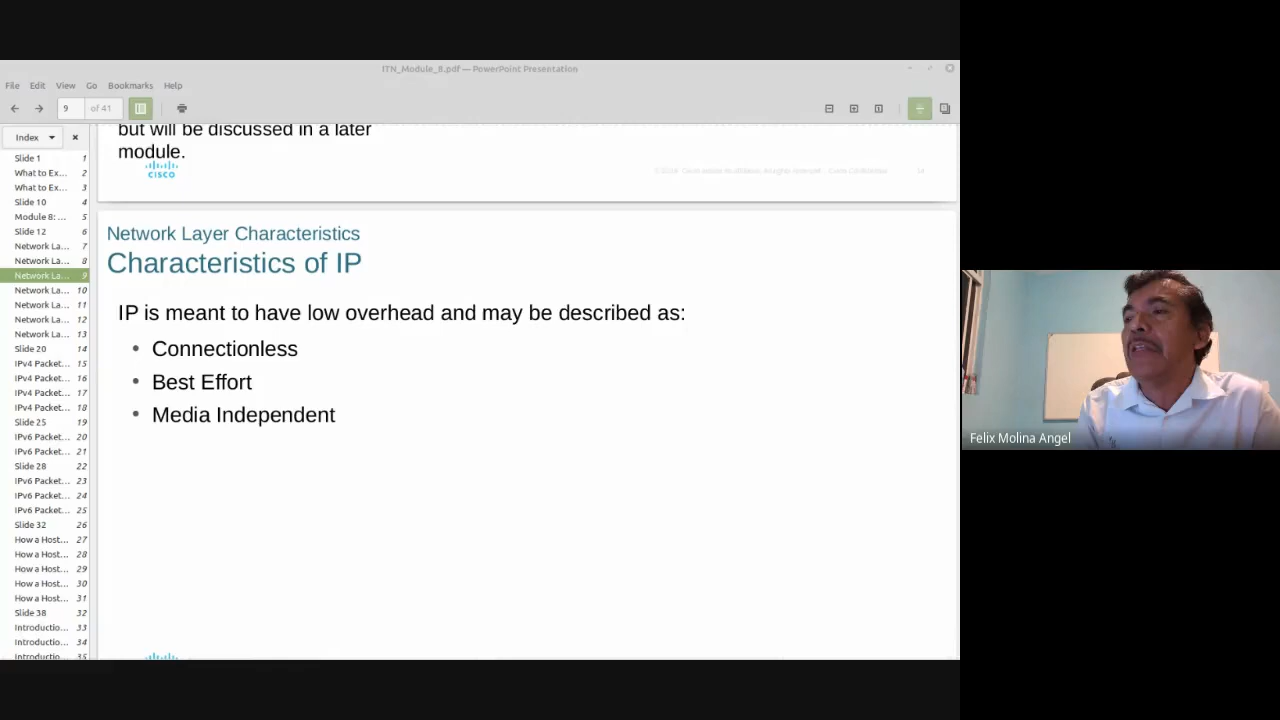 ITN_Module_8.pdf — PowerPoint Presentation
File Edit View Go Bookmarks Help
9 of 41
Index
but will be discussed in a later
module.
CISCO
Slide 1 1
What to Ex... 2
What to Ex... 3
Slide 10 4
Module 8: ... 5
Slide 12 6
Network La... 7
Network La... 8
Network La... 9
Network La... 10
Network La... 11
Network La... 12
Network La... 13
Slide 20 14
IPv4 Packet... 15
IPv4 Packet... 16
IPv4 Packet... 17
IPv4 Packet... 18
Slide 25 19
IPv6 Packet... 20
IPv6 Packet... 21
Slide 28 22
IPv6 Packet... 23
IPv6 Packet... 24
IPv6 Packet... 25
Slide 32 26
How a Host... 27
How a Host... 28
How a Host... 29
How a Host... 30
How a Host... 31
Slide 38 32
Introductio... 33
Introductio... 34
Introductio... 35
Network Layer Characteristics
Characteristics of IP
IP is meant to have low overhead and may be described as:
• Connectionless
• Best Effort
• Media Independent
Felix Molina Angel